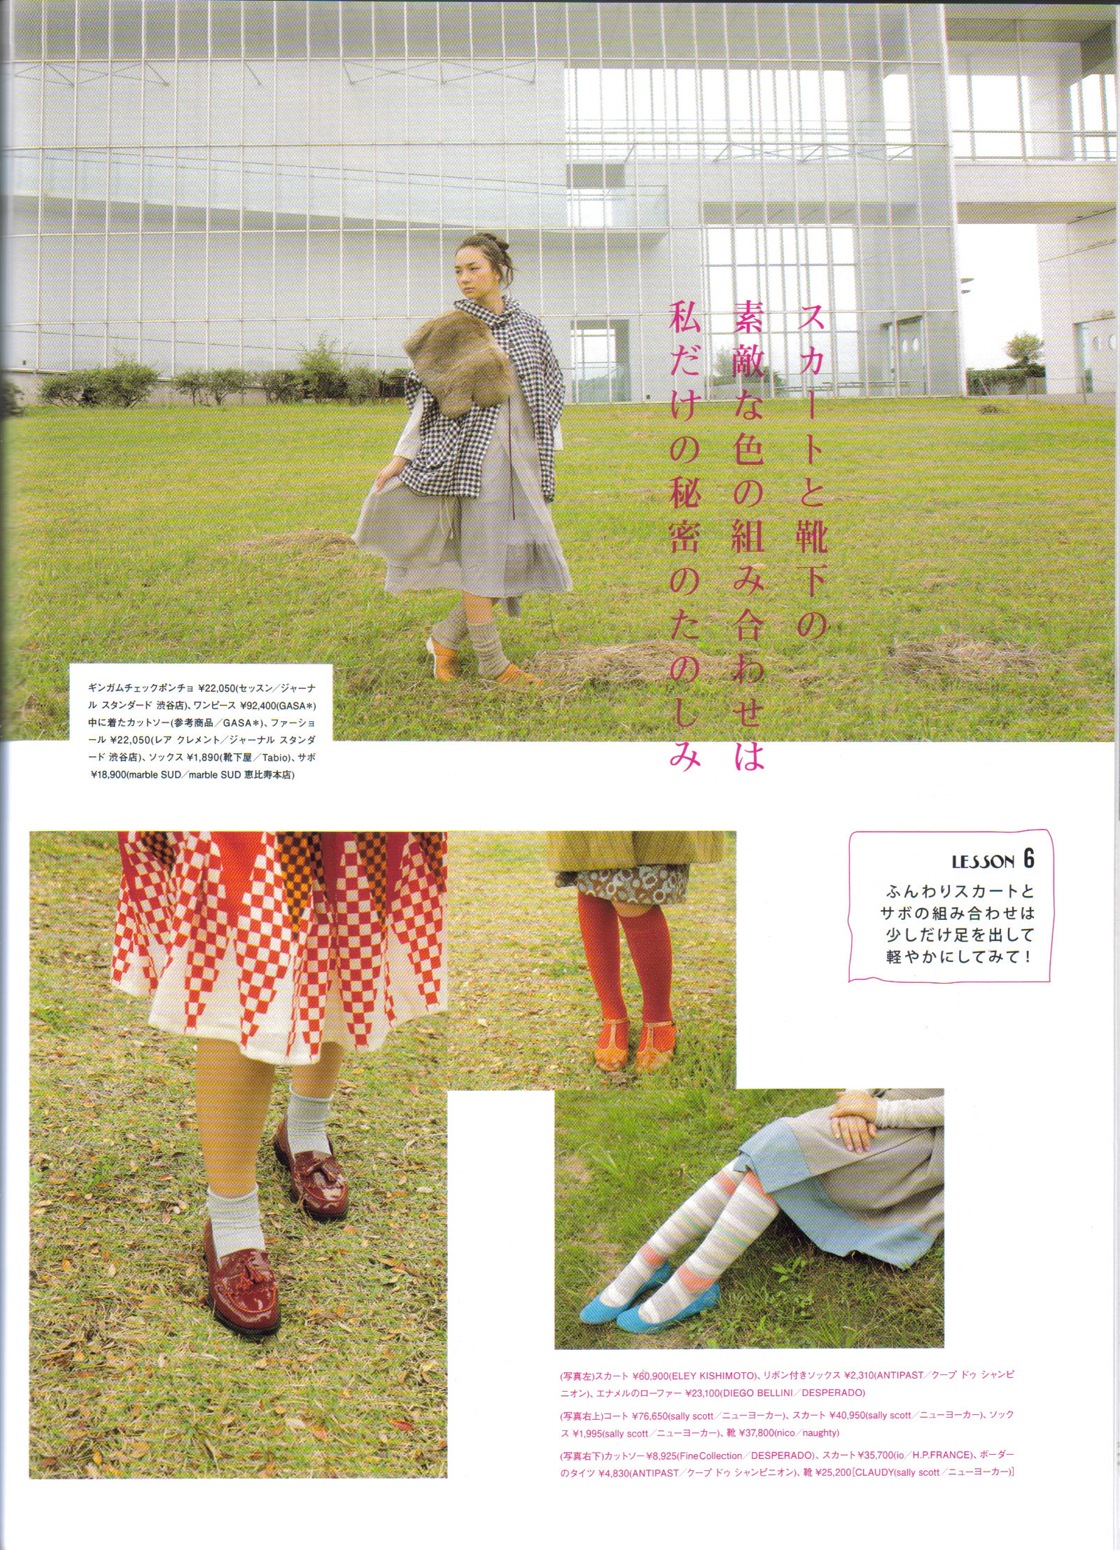 スカートと靴下の
素敵な色の組み合わせは
私だけの秘密のたのしみ
ギンガムチェックポンチョ ¥22,050(セッスン／ジャーナ
ル スタンダード 渋谷店)、ワンピース ¥92,400(GASA＊)
中に着たカットソー(参考商品／GASA＊)、ファーショ
ール ¥22,050(レア クレメント／ジャーナル スタンダ
ード 渋谷店)、ソックス ¥1,890(靴下屋／Tabio)、サボ
¥18,900(marble SUD／marble SUD 恵比寿本店)
LESSON 6
ふんわりスカートと
サボの組み合わせは
少しだけ足を出して
軽やかにしてみて！
(写真左)スカート ¥60,900(ELEY KISHIMOTO)、リボン付きソックス ¥2,310(ANTIPAST／クープ ドゥ シャンピ
ニオン)、エナメルのローファー ¥23,100(DIEGO BELLINI／DESPERADO)
(写真右上)コート ¥76,650(sally scott／ニューヨーカー)、スカート ¥40,950(sally scott／ニューヨーカー)、ソック
ス ¥1,995(sally scott／ニューヨーカー)、靴 ¥37,800(nico／naughty)
(写真右下)カットソー¥8,925(FineCollection／DESPERADO)、スカート¥35,700(io／H.P.FRANCE)、ボーダー
のタイツ ¥4,830(ANTIPAST／クープ ドゥ シャンピニオン)、靴 ¥25,200[CLAUDY(sally scott／ニューヨーカー)]